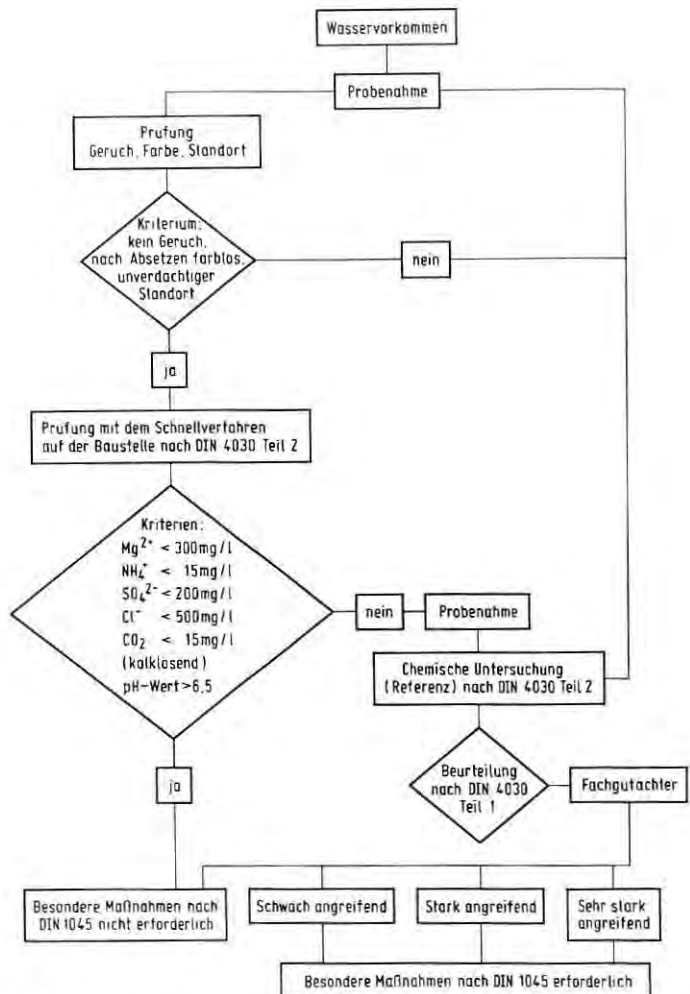 Wasservorkommen
Probenahme
Prufung
Geruch, Farbe, Standort
Kriterium:
kein Geruch,
nach Absetzen farblos,
unverdachtiger
Standort
nein
ja
Prufung mit dem Schnellverfahren
auf der Baustelle nach DIN 4030 Teil 2
Kriterien:
Mg²⁺ < 300mg/l
NH₄⁺ < 15mg/l
SO₄²⁻ < 200mg/l
Cl⁻ < 500mg/l
CO₂ < 15mg/l
(kalklösend)
pH-Wert > 6,5
nein
Probenahme
Chemische Untersuchung
(Referenz) nach DIN 4030 Teil 2
ja
Beurteilung
nach DIN 4030
Teil 1
Fachgutachter
Besondere Maßnahmen nach
DIN 1045 nicht erforderlich
Schwach angreifend
Stark angreifend
Sehr stark
angreifend
Besondere Maßnahmen nach DIN 1045 erforderlich